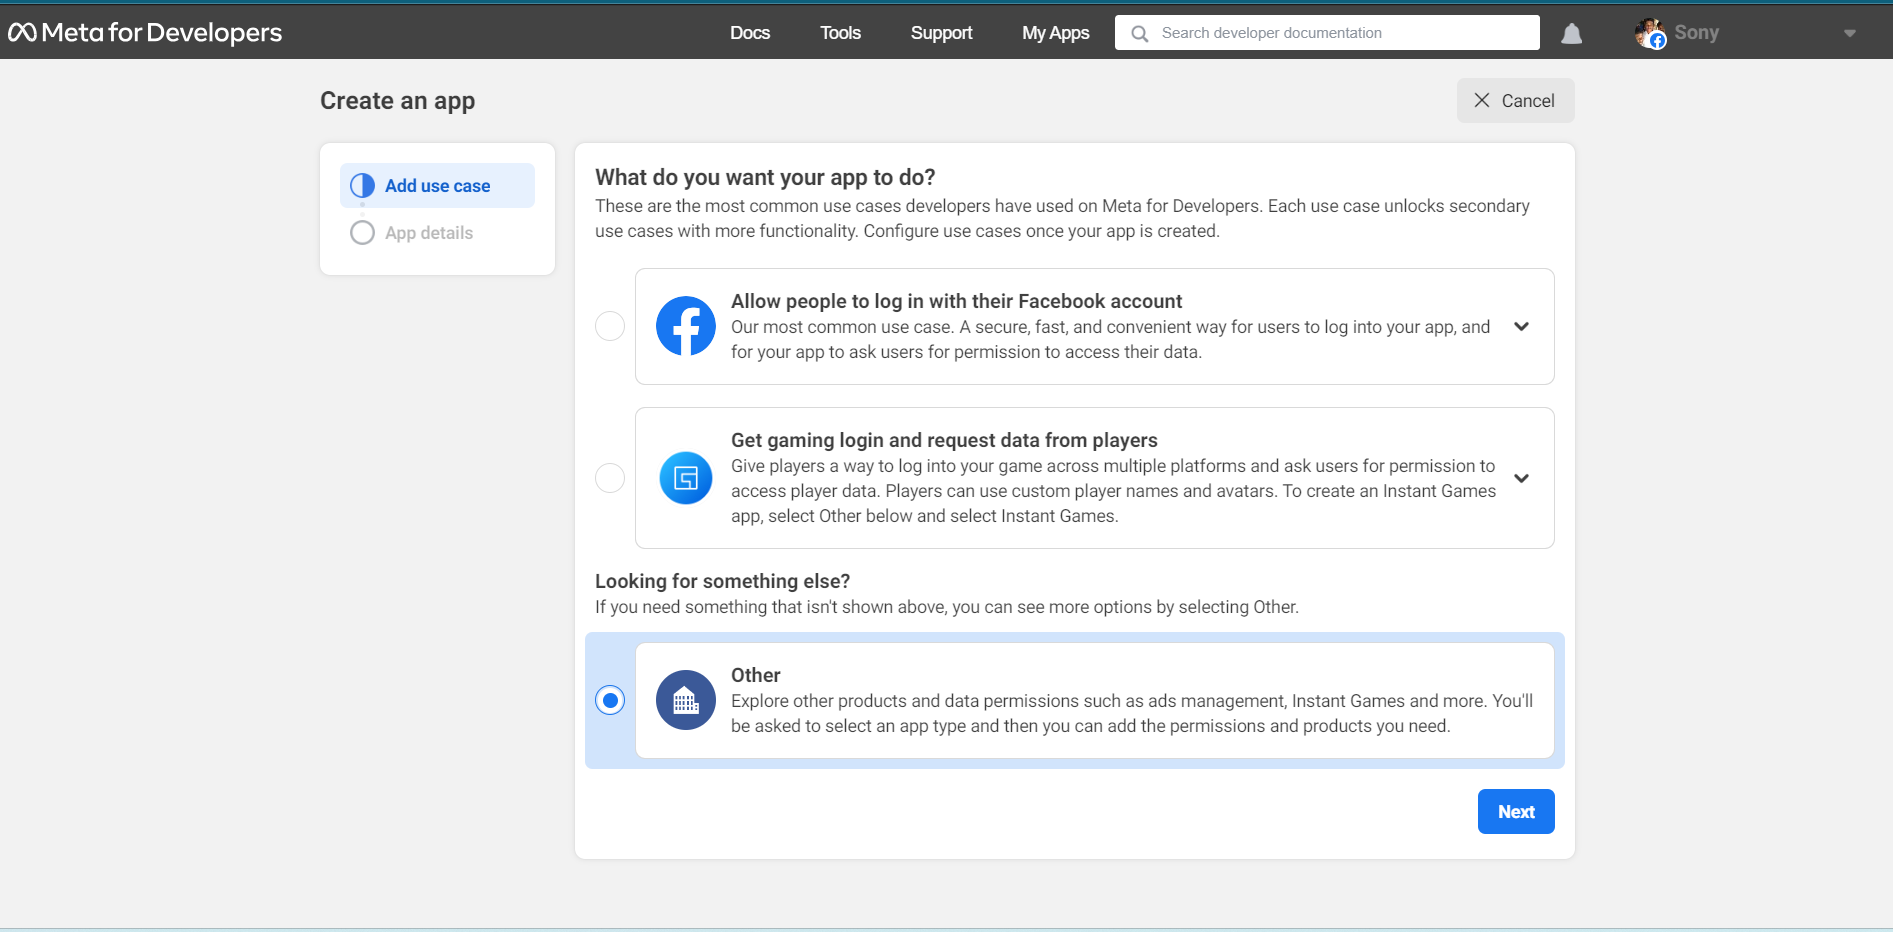 Meta for Developers
Docs
Tools
Support
My Apps
Search developer documentation
Sony
Create an app
Cancel
Add use case
App details
What do you want your app to do?
These are the most common use cases developers have used on Meta for Developers. Each use case unlocks secondary
use cases with more functionality. Configure use cases once your app is created.
Allow people to log in with their Facebook account
Our most common use case. A secure, fast, and convenient way for users to log into your app, and
for your app to ask users for permission to access their data.
Get gaming login and request data from players
Give players a way to log into your game across multiple platforms and ask users for permission to
access player data. Players can use custom player names and avatars. To create an Instant Games
app, select Other below and select Instant Games.
Looking for something else?
If you need something that isn't shown above, you can see more options by selecting Other.
Other
Explore other products and data permissions such as ads management, Instant Games and more. You'll
be asked to select an app type and then you can add the permissions and products you need.
Next